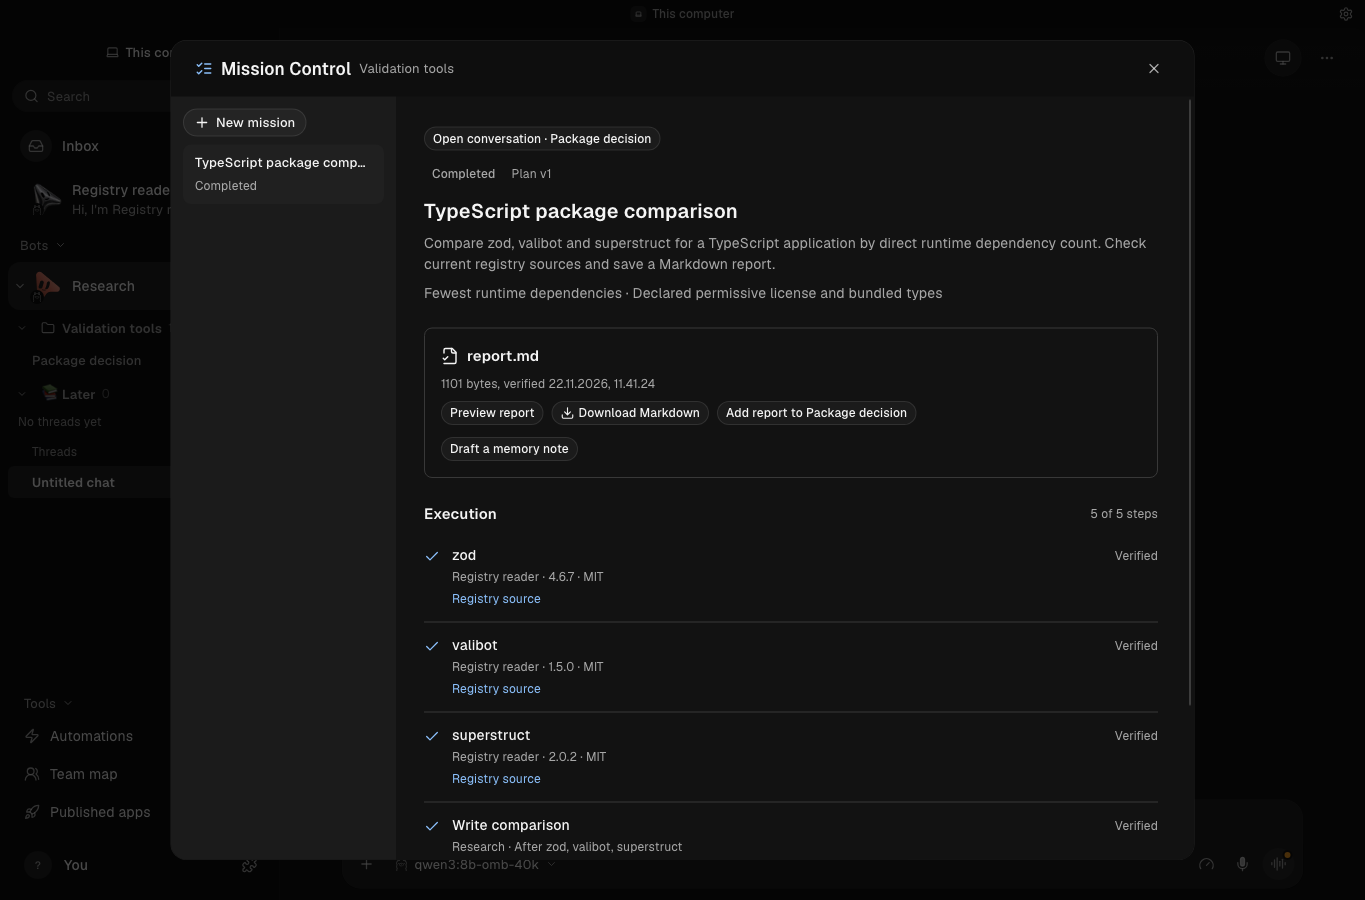 This computer
This co
Mission Control
Validation tools
Search
New mission
Inbox
TypeScript package comp...
Completed
Registry reade
Hi, I'm Registry r
Bots
Research
Validation tools
Package decision
Later 0
No threads yet
Threads
Untitled chat
Open conversation · Package decision
Completed
Plan v1
TypeScript package comparison
Compare zod, valibot and superstruct for a TypeScript application by direct runtime dependency count. Check
current registry sources and save a Markdown report.
Fewest runtime dependencies · Declared permissive license and bundled types
report.md
1101 bytes, verified 22.11.2026, 11.41.24
Preview report
Download Markdown
Add report to Package decision
Draft a memory note
Execution
5 of 5 steps
zod
Verified
Registry reader · 4.6.7 · MIT
Registry source
valibot
Verified
Registry reader · 1.5.0 · MIT
Registry source
superstruct
Verified
Registry reader · 2.0.2 · MIT
Registry source
Write comparison
Verified
Research · After zod, valibot, superstruct
Tools
Automations
Team map
Published apps
? You
qwen3:8b-omb-40k